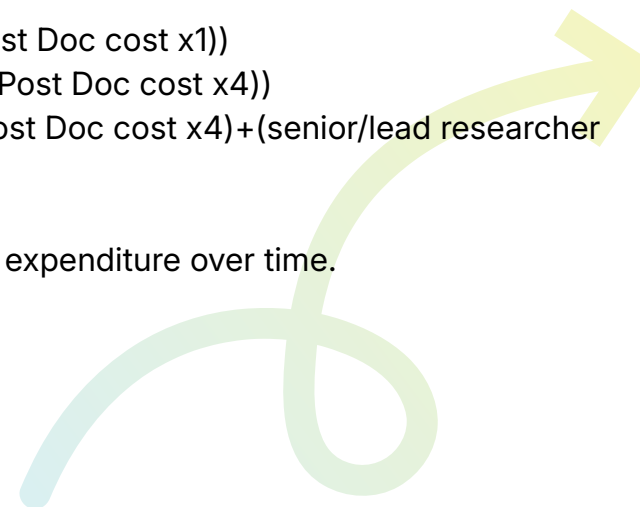 st Doc cost x1))
Post Doc cost x4))
ost Doc cost x4)+(senior/lead researcher
expenditure over time.